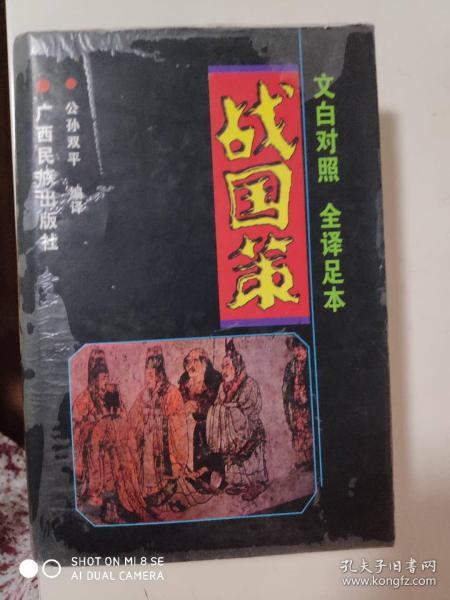 文白对照 全译足本
战国策
公孙双平 编译
广西民族出版社
SHOT ON MI 8 SE
AI DUAL CAMERA
孔夫子旧书网
www.kongfz.com